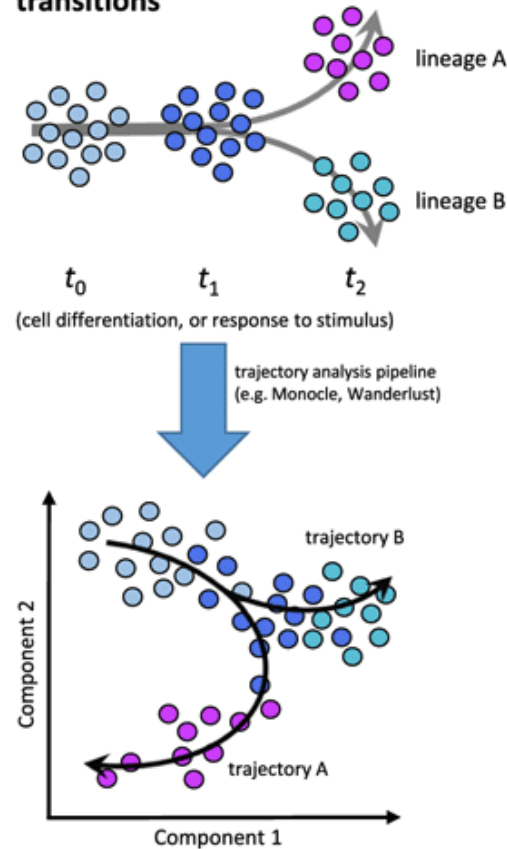 transitions
lineage A
lineage B
t0 t1 t2
(cell differentiation, or response to stimulus)
trajectory analysis pipeline
(e.g. Monocle, Wanderlust)
trajectory B
Component 2
trajectory A
Component 1